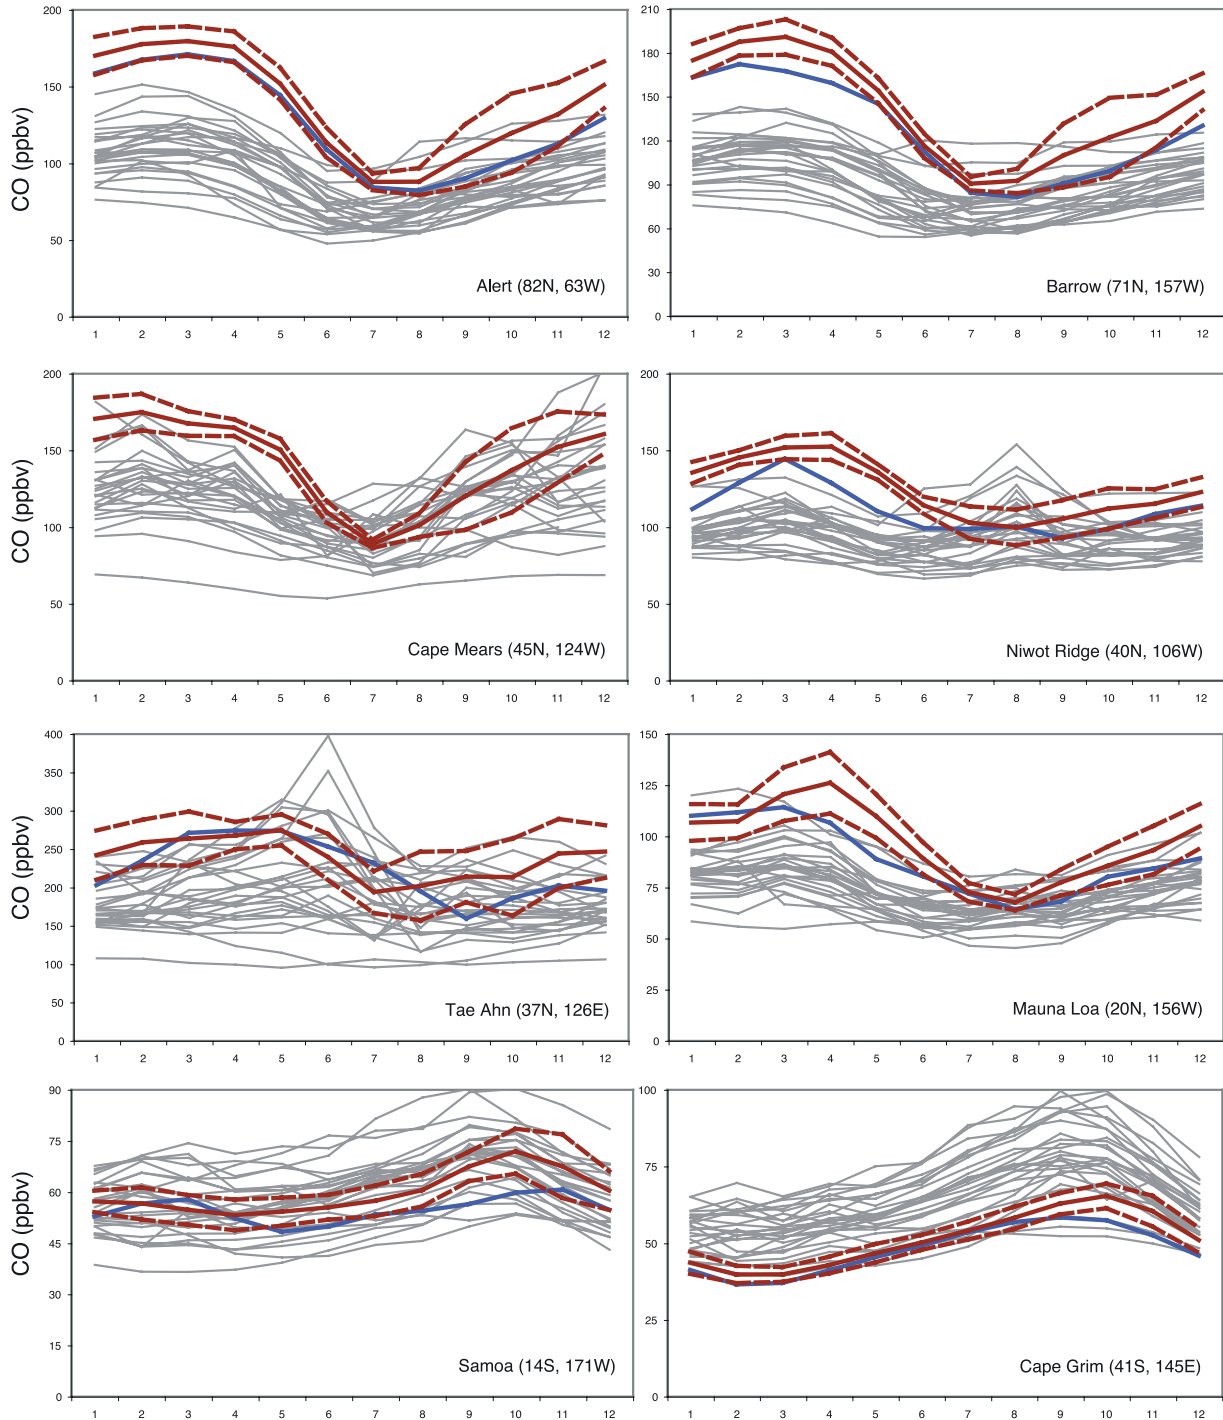 200
150
100
50
0
CO (ppbv)
Alert (82N, 63W)
1 2 3 4 5 6 7 8 9 10 11 12
210
180
150
120
90
60
30
0
Barrow (71N, 157W)
1 2 3 4 5 6 7 8 9 10 11 12
200
150
100
50
0
CO (ppbv)
Cape Mears (45N, 124W)
1 2 3 4 5 6 7 8 9 10 11 12
200
150
100
50
0
Niwot Ridge (40N, 106W)
1 2 3 4 5 6 7 8 9 10 11 12
400
350
300
250
200
150
100
50
0
CO (ppbv)
Tae Ahn (37N, 126E)
1 2 3 4 5 6 7 8 9 10 11 12
150
125
100
75
50
25
0
Mauna Loa (20N, 156W)
1 2 3 4 5 6 7 8 9 10 11 12
90
75
60
45
30
15
0
CO (ppbv)
Samoa (14S, 171W)
1 2 3 4 5 6 7 8 9 10 11 12
100
75
50
25
0
Cape Grim (41S, 145E)
1 2 3 4 5 6 7 8 9 10 11 12